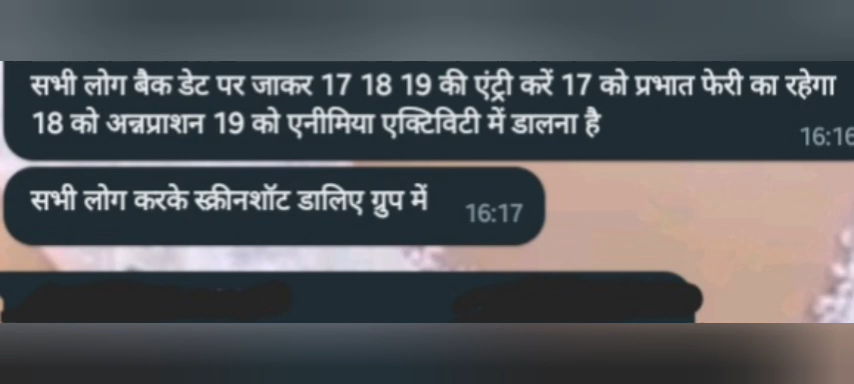 सभी लोग बैक डेट पर जाकर 17 18 19 की एंट्री करें 17 को प्रभात फेरी का रहेगा
18 को अन्नप्राशन 19 को एनीमिया एक्टिविटी में डालना है
16:16
सभी लोग करके स्क्रीनशॉट डालिए ग्रुप में
16:17